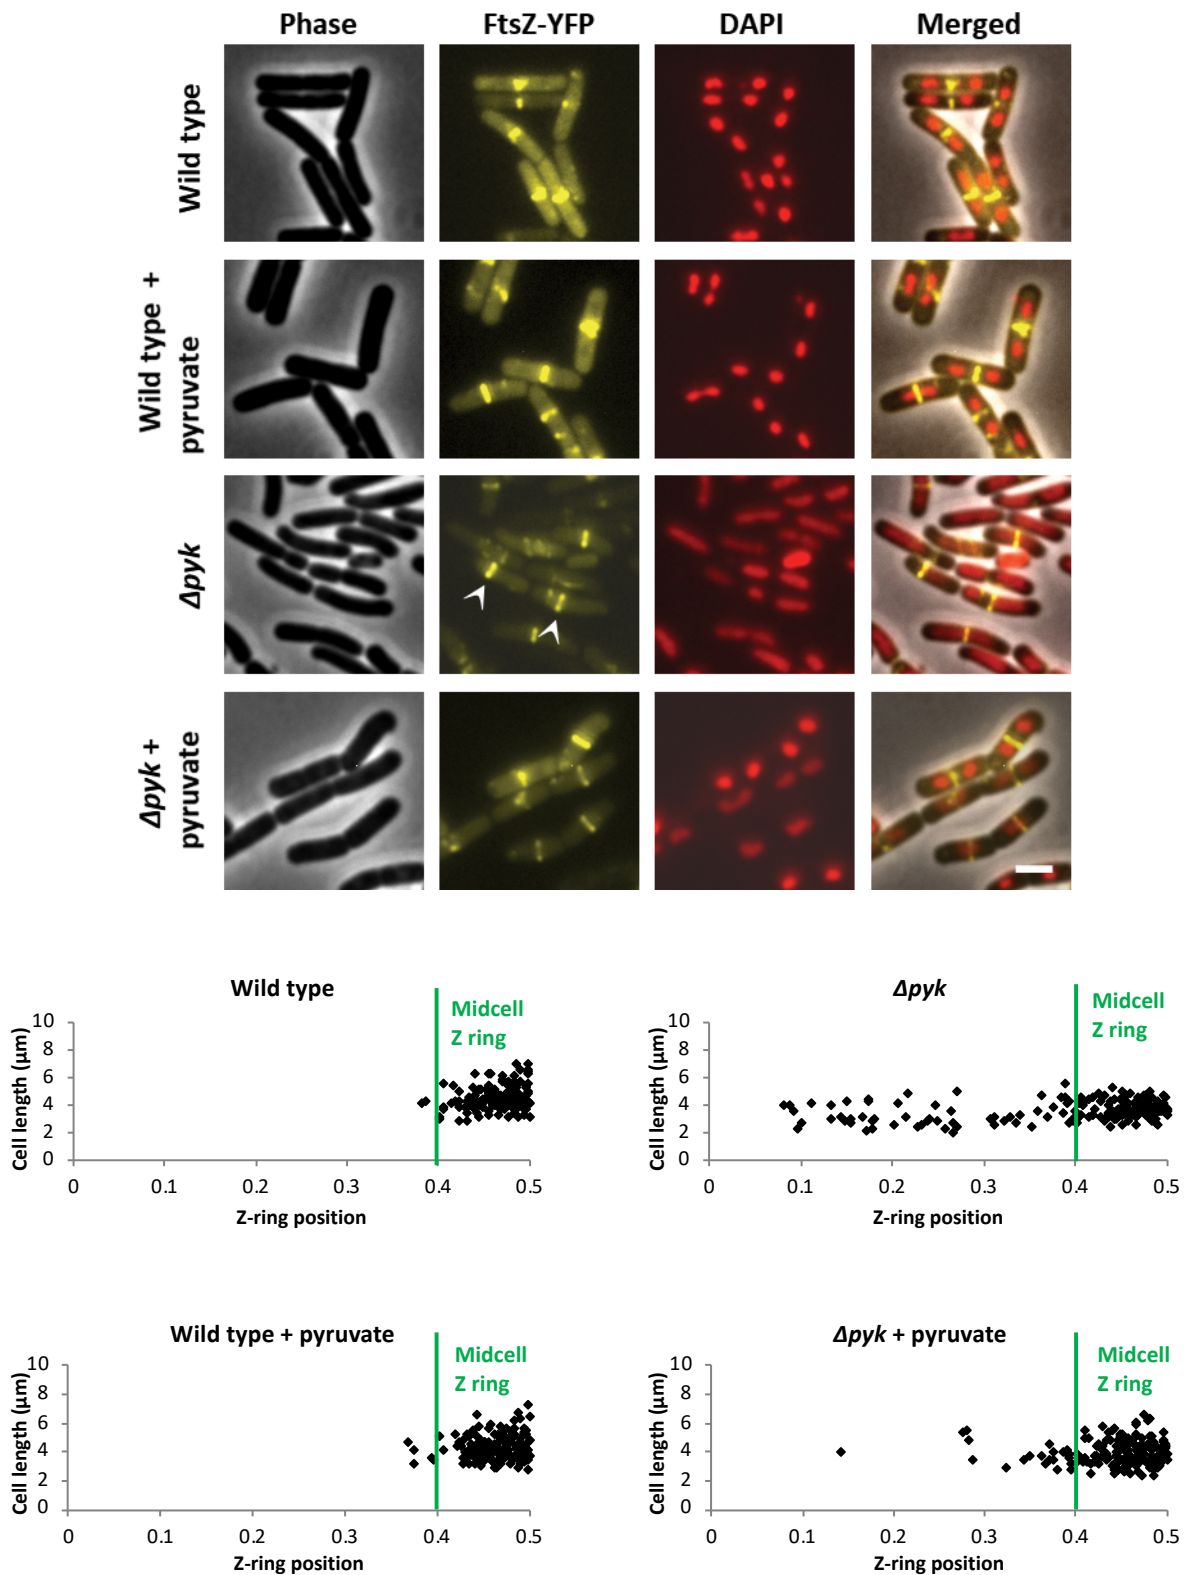 Phase FtsZ-YFP DAPI Merged
Wild type
Wild type +
pyruvate
Δpyk
Δpyk +
pyruvate
Wild type
Midcell
Z ring
Cell length (μm)
10
8
6
4
2
0
0 0.1 0.2 0.3 0.4 0.5
Z-ring position
Δpyk
Midcell
Z ring
Cell length (μm)
10
8
6
4
2
0
0 0.1 0.2 0.3 0.4 0.5
Z-ring position
Wild type + pyruvate
Midcell
Z ring
Cell length (μm)
10
8
6
4
2
0
0 0.1 0.2 0.3 0.4 0.5
Z-ring position
Δpyk + pyruvate
Midcell
Z ring
Cell length (μm)
10
8
6
4
2
0
0 0.1 0.2 0.3 0.4 0.5
Z-ring position